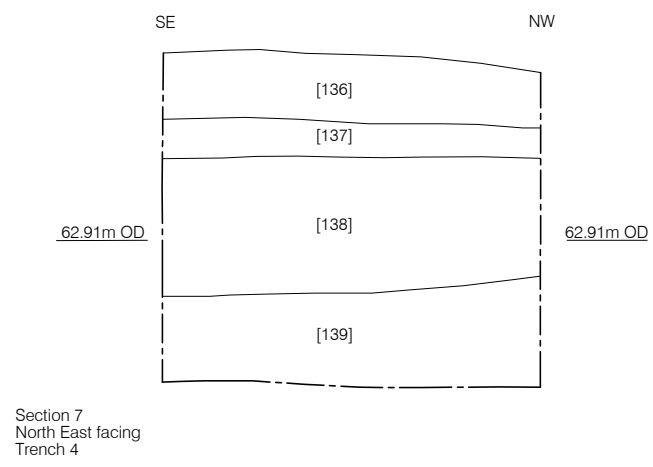 SE
NW
[136]
[137]
[138]
62.91m OD
62.91m OD
[139]
Section 7
North East facing
Trench 4